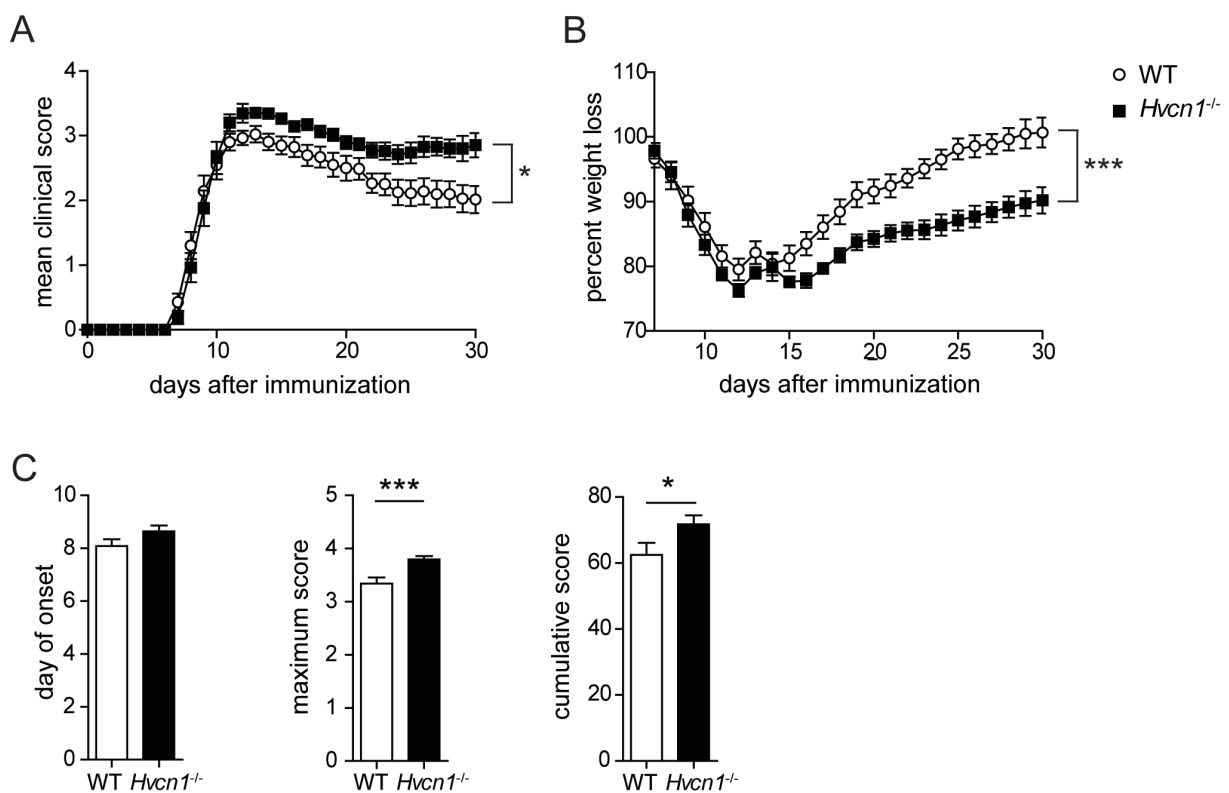 A
4
3
2
1
0
mean clinical score
0 10 20 30
days after immunization
*
B
110
100
90
80
70
percent weight loss
10 15 20 25 30
days after immunization
***
WT
Hvcn1-/-
C
10
8
6
4
2
0
day of onset
WT Hvcn1-/-
***
5
4
3
2
1
0
maximum score
WT Hvcn1-/-
*
80
60
40
20
0
cumulative score
WT Hvcn1-/-